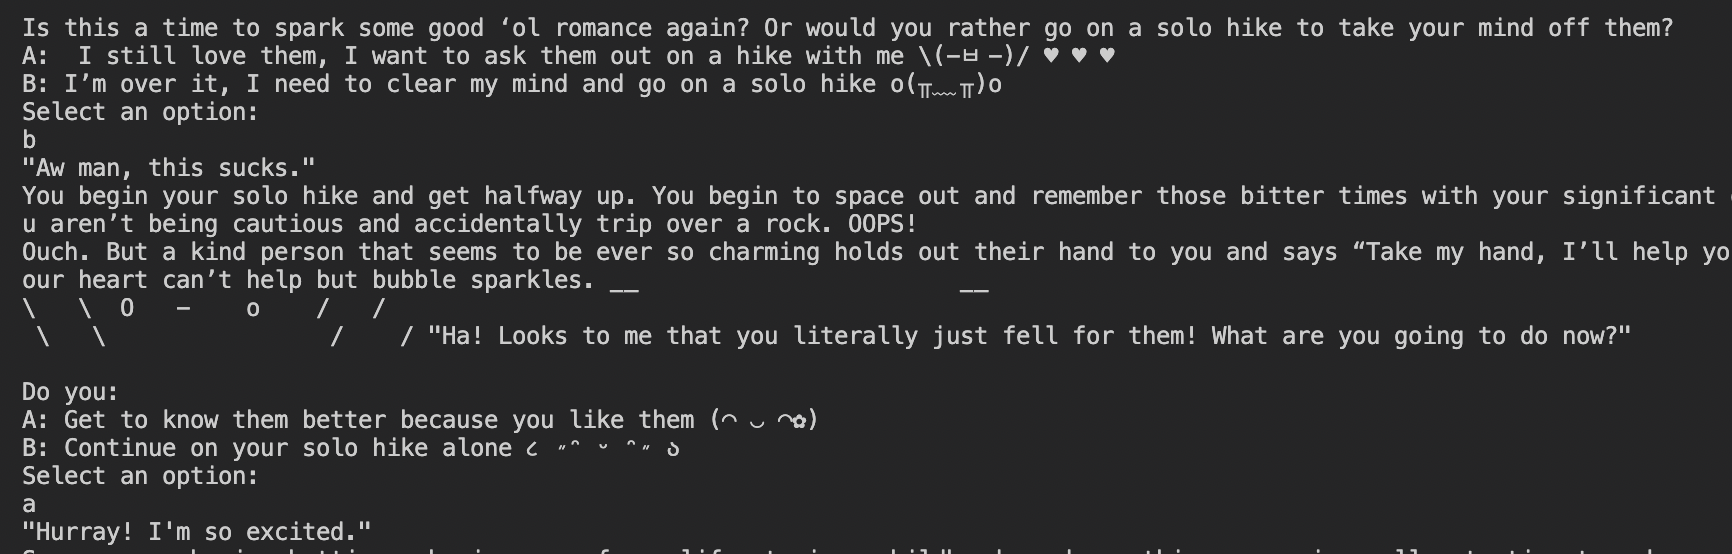 Is this a time to spark some good ‘ol romance again? Or would you rather go on a solo hike to take your mind off them?
A:  I still love them, I want to ask them out on a hike with me \(−ㅂ −)/ ♥ ♥ ♥
B: I’m over it, I need to clear my mind and go on a solo hike o(╥﹏╥)o
Select an option:
b
"Aw man, this sucks."
You begin your solo hike and get halfway up. You begin to space out and remember those bitter times with your significant
u aren’t being cautious and accidentally trip over a rock. OOPS!
Ouch. But a kind person that seems to be ever so charming holds out their hand to you and says “Take my hand, I’ll help yo
our heart can’t help but bubble sparkles. __                       __
\   \  O   −    o    /   /
 \   \                /    / "Ha! Looks to me that you literally just fell for them! What are you going to do now?"
Do you:
A: Get to know them better because you like them (◠ ◡ ◠✿)
B: Continue on your solo hike alone ૮ ˶ᵔ ᵕ ᵔ˶ ა
Select an option:
a
"Hurray! I'm so excited."